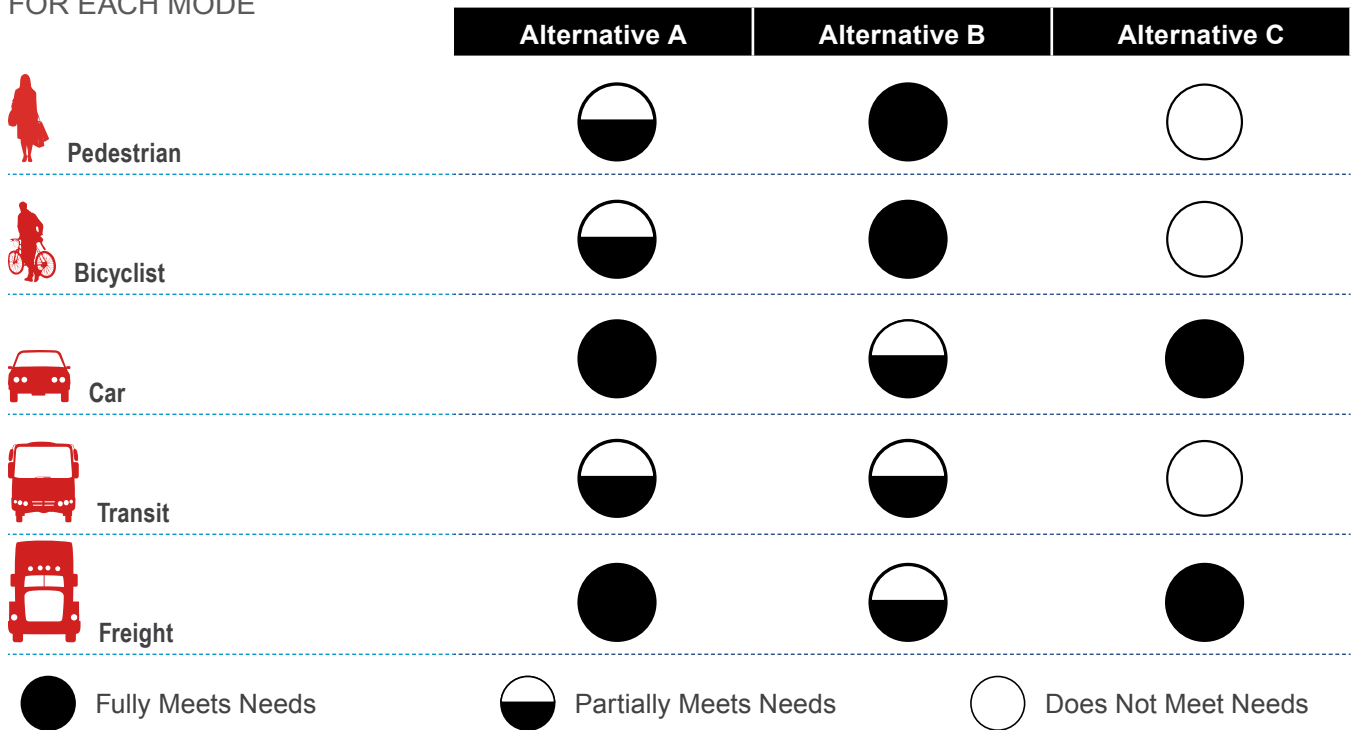 FOR EACH MODE
Alternative A Alternative B Alternative C
Pedestrian
Bicyclist
Car
Transit
Freight
Fully Meets Needs Partially Meets Needs Does Not Meet Needs